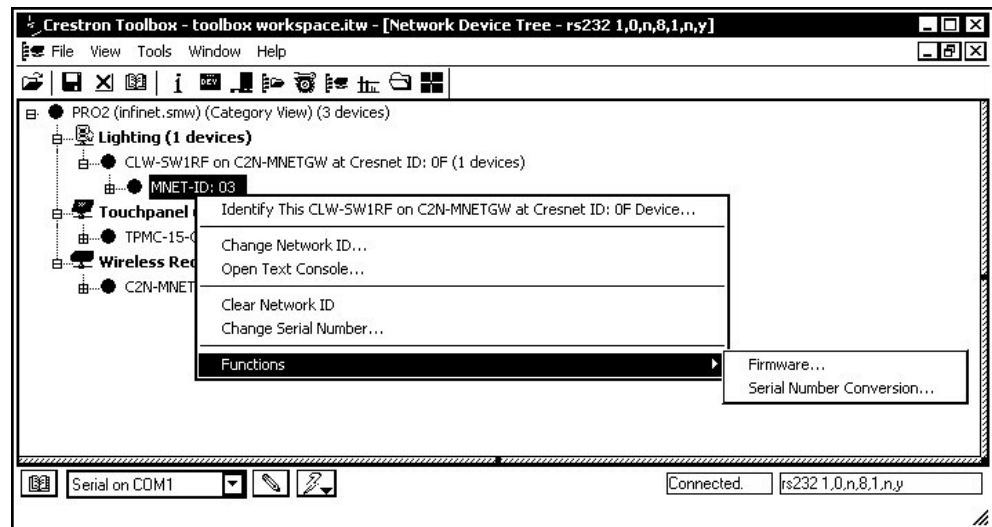 Crestron Toolbox - toolbox workspace.itw - [Network Device Tree - rs232 1,0,n,8,1,n,y]
File View Tools Window Help
DEV
PRO2 (infinet.smw) (Category View) (3 devices)
Lighting (1 devices)
CLW-SW1RF on C2N-MNETGW at Cresnet ID: 0F (1 devices)
MNET-ID: 03
Identify This CLW-SW1RF on C2N-MNETGW at Cresnet ID: 0F Device...
Touchpanel
TPMC-15-
Change Network ID...
Open Text Console...
Wireless Rec
C2N-MNET
Clear Network ID
Change Serial Number...
Functions
Firmware...
Serial Number Conversion...
Serial on COM1
Connected.
rs232 1,0,n,8,1,n,y